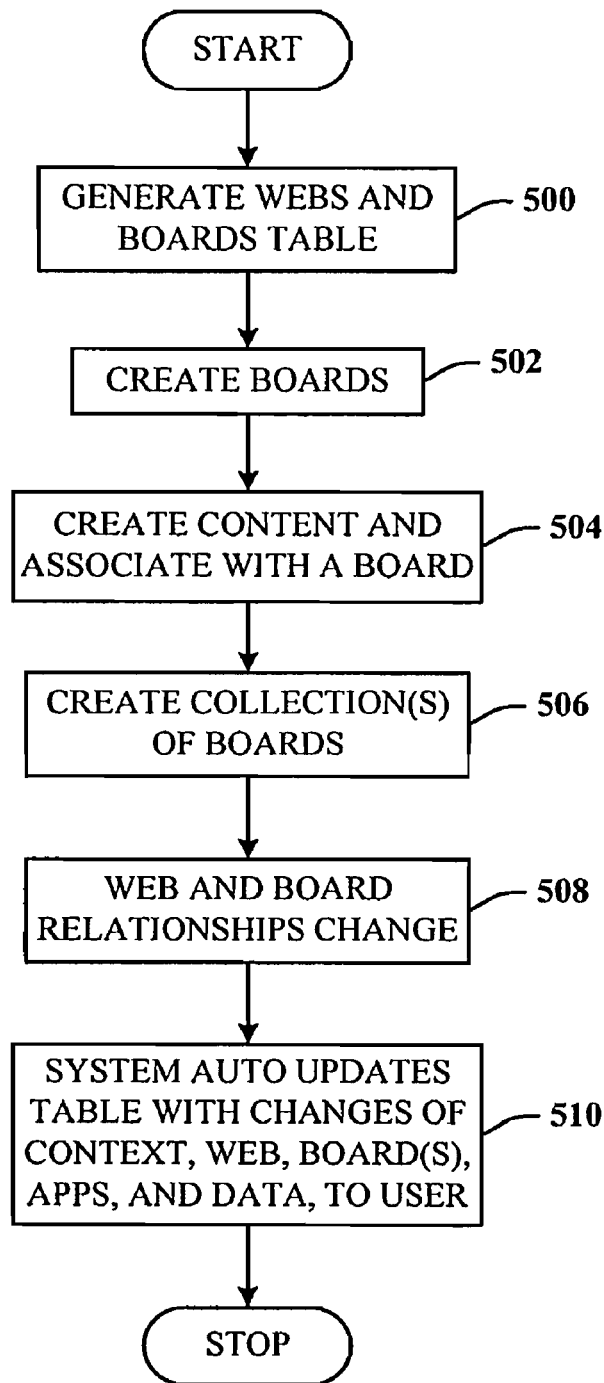 START
GENERATE WEBS AND
BOARDS TABLE
500
CREATE BOARDS
502
CREATE CONTENT AND
ASSOCIATE WITH A BOARD
504
CREATE COLLECTION(S)
OF BOARDS
506
WEB AND BOARD
RELATIONSHIPS CHANGE
508
SYSTEM AUTO UPDATES
TABLE WITH CHANGES OF
CONTEXT, WEB, BOARD(S),
APPS, AND DATA, TO USER
510
STOP